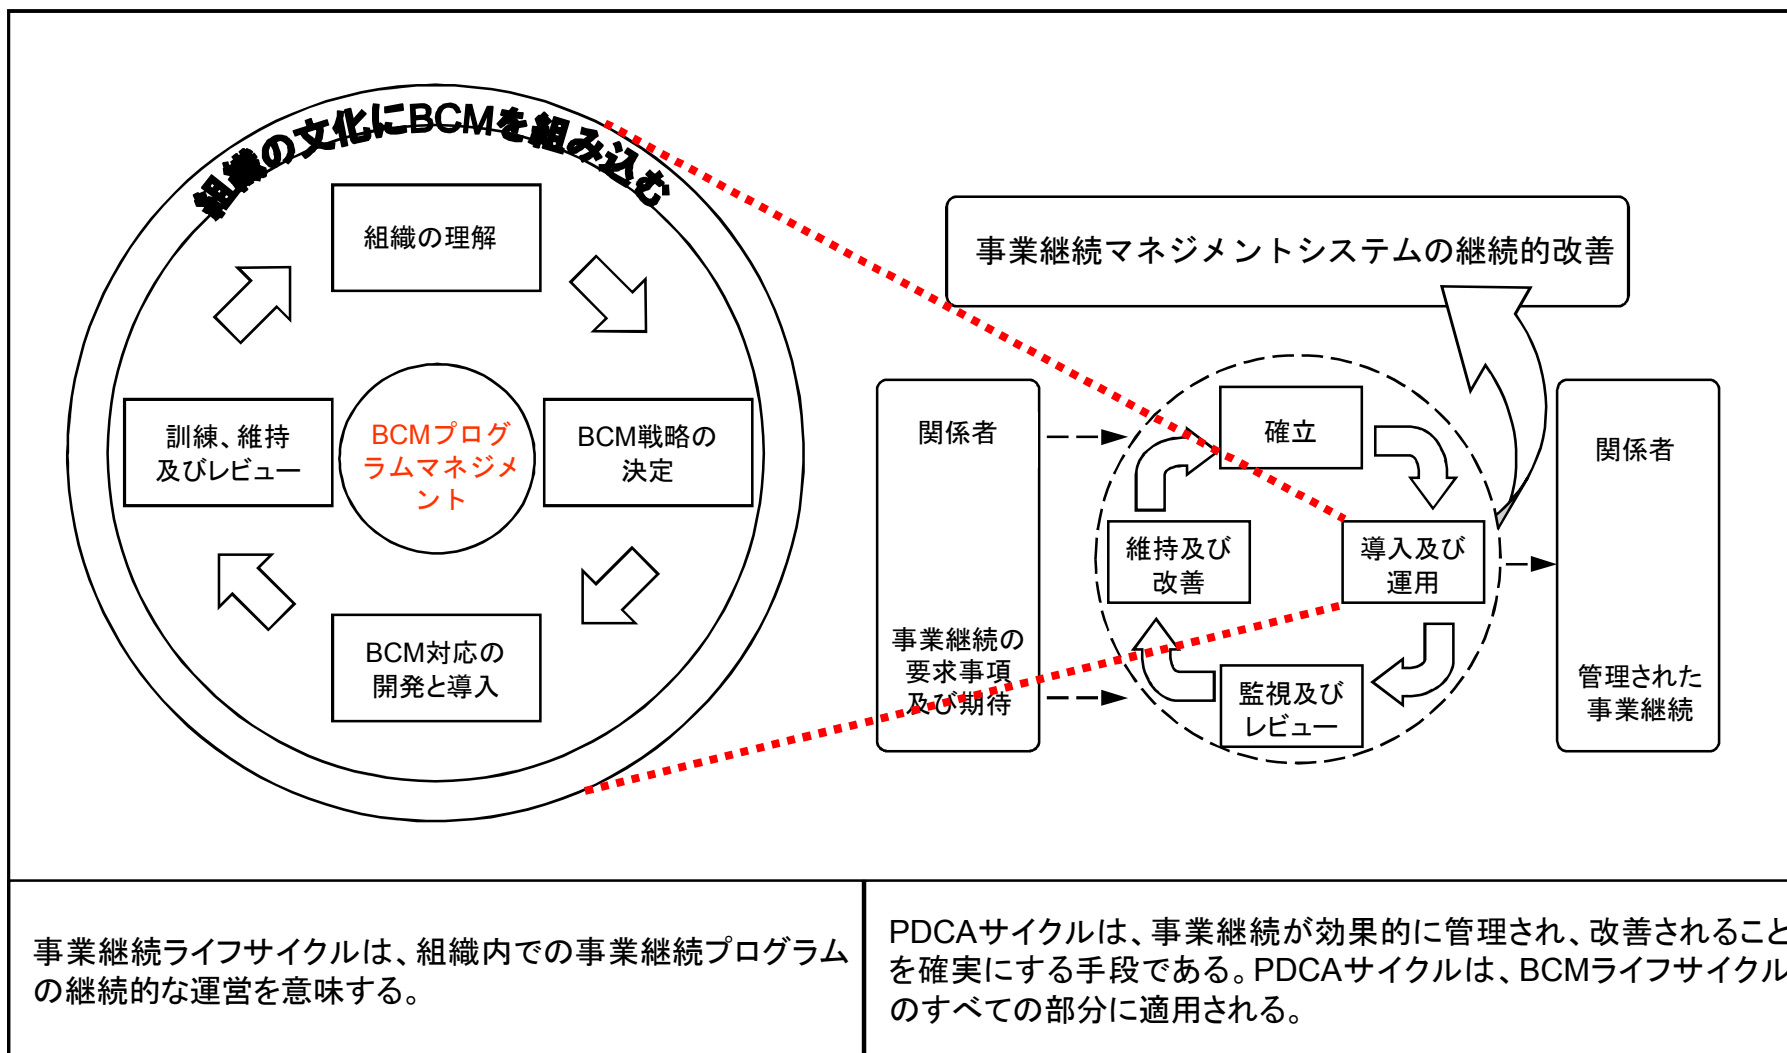 組織の文化にBCMを組み込む
組織の理解
訓練、維持
及びレビュー
BCMプログ
ラムマネジメ
ント
BCM戦略の
決定
BCM対応の
開発と導入
事業継続マネジメントシステムの継続的改善
関係者
事業継続の
要求事項
及び期待
確立
維持及び
改善
導入及び
運用
監視及び
レビュー
関係者
管理された
事業継続
事業継続ライフサイクルは、組織内での事業継続プログラム
の継続的な運営を意味する。
PDCAサイクルは、事業継続が効果的に管理され、改善されること
を確実にする手段である。PDCAサイクルは、BCMライフサイクル
のすべての部分に適用される。